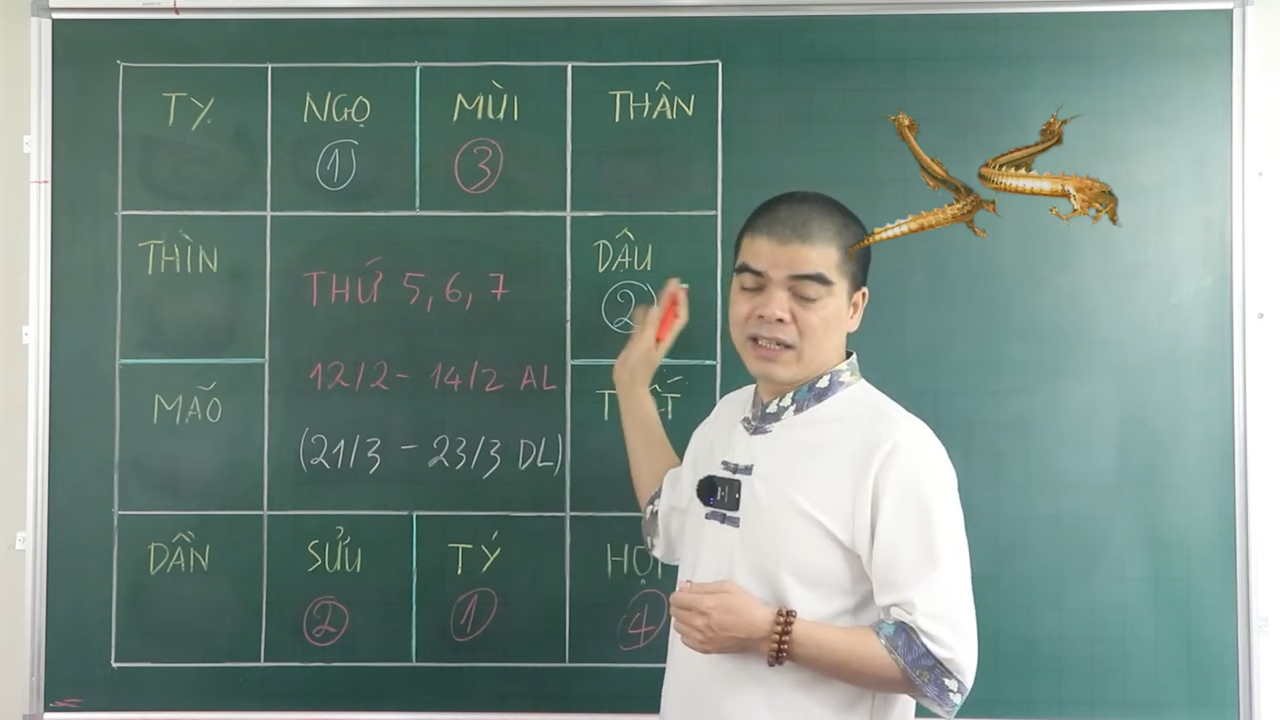 TỴ
NGỌ
MÙI
THÂN
①
③
THÌN
DẬU
②
THỨ 5, 6, 7
12/2 - 14/2 AL
(21/3 - 23/3 DL)
MÃO
DẦN
SỬU
TÝ
②
①
④